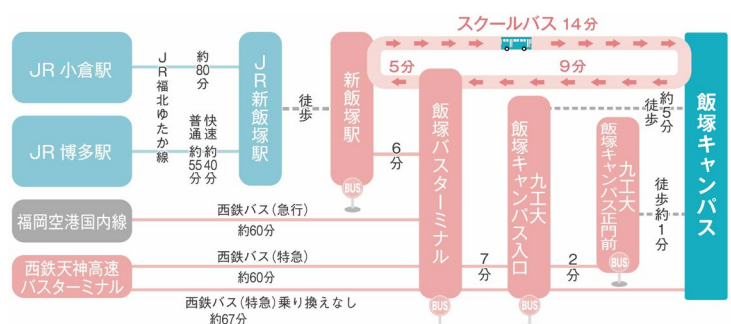 スクールバス 14分
5分
9分
JR小倉駅
約80分
JR博多駅
JR福北ゆたか線
快速 約40分
普通 約55分
JR新飯塚駅
徒歩
新飯塚駅
BUS
6分
飯塚バスターミナル
BUS
7分
九工大
飯塚キャンパス入口
BUS
2分
九工大
飯塚キャンパス正門前
BUS
徒歩約5分
徒歩約1分
飯塚キャンパス
福岡空港国内線
西鉄バス(急行)
約60分
西鉄天神高速
バスターミナル
西鉄バス(特急)
約60分
西鉄バス(特急)乗り換えなし
約67分